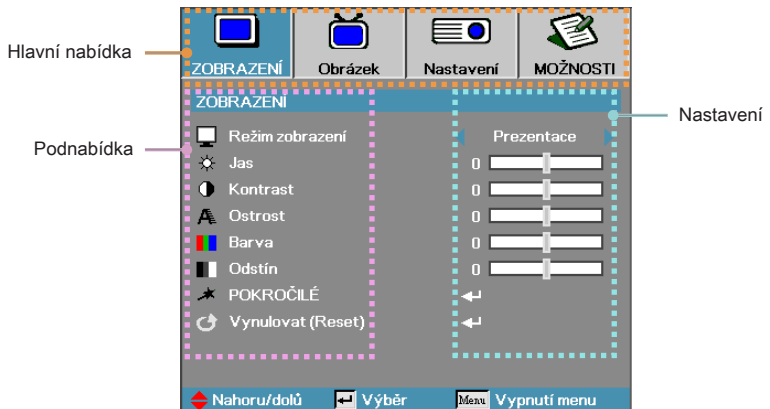 Hlavní nabídka
ZOBRAZENÍ Obrázek Nastavení MOŽNOSTI
ZOBRAZENÍ
Nastavení
Podnabídka
Režim zobrazení Prezentace
Jas 0
Kontrast 0
Ostrost 0
Barva 0
Odstín 0
POKROČILÉ
Vynulovat (Reset)
Nahoru/dolů Výběr Menu Vypnutí menu